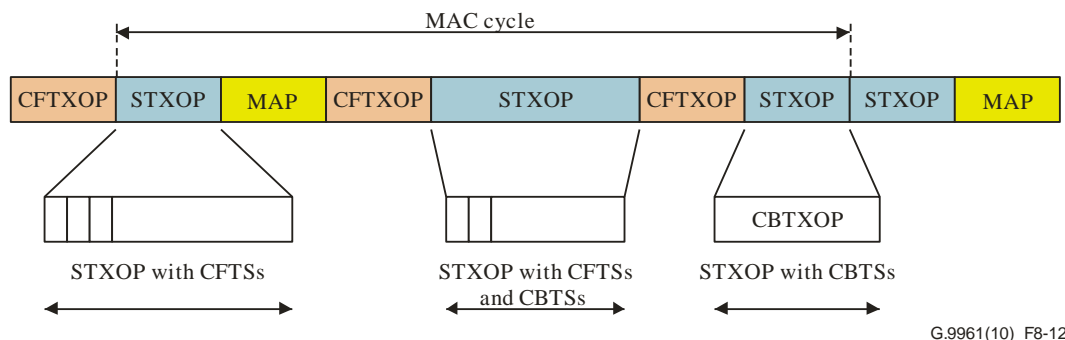 MAC cycle
CFTXOP STXOP MAP CFTXOP STXOP CFTXOP STXOP STXOP MAP
CBTXOP
STXOP with CFTSs
STXOP with CFTSs
and CBTSs
STXOP with CBTSs
G.9961(10)_F8-12